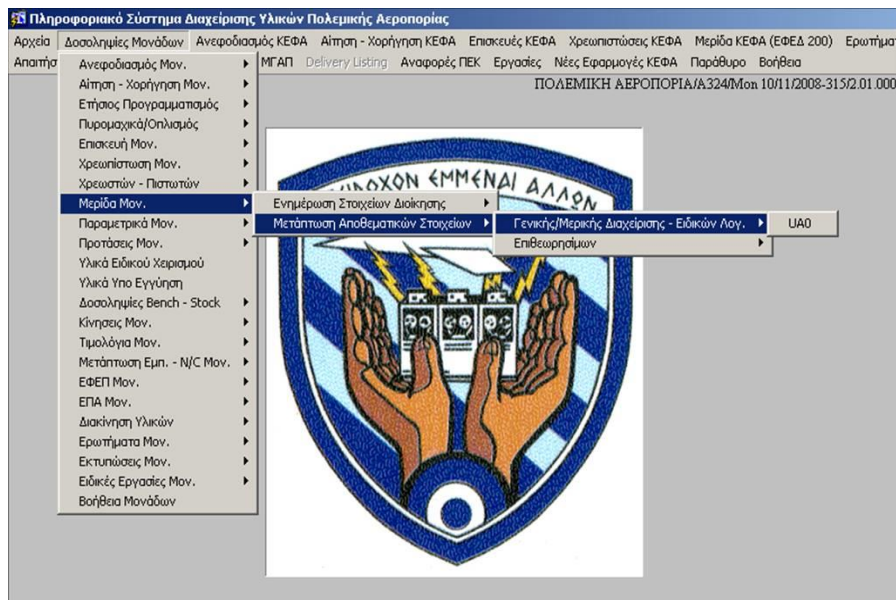 Πληροφοριακό Σύστημα Διαχείρισης Υλικών Πολεμικής Αεροπορίας
Αρχεία Δοσοληψίες Μονάδων Ανεφοδιασμός ΚΕΦΑ Αίτηση - Χορήγηση ΚΕΦΑ Επισκευές ΚΕΦΑ Χρεωπιστώσεις ΚΕΦΑ Μερίδα ΚΕΦΑ (ΕΦΕΔ 200) Ερωτήμα
Απαιτήσ ΜΓΑΠ Delivery Listing Αναφορές ΠΕΚ Εργασίες Νέες Εφαρμογές ΚΕΦΑ Παράθυρο Βοήθεια
ΠΟΛΕΜΙΚΗ ΑΕΡΟΠΟΡΙΑ/Α324/Mon 10/11/2008-315/2.01.000
Ανεφοδιασμός Μον.
Αίτηση - Χορήγηση Μον.
Ετήσιος Προγραμματισμός
Πυρομαχικά/Οπλισμός
Επισκευή Μον.
Χρεωπίστωση Μον.
Χρεωστών - Πιστωτών
Μερίδα Μον.
Παραμετρικά Μον.
Προτάσεις Μον.
Υλικά Ειδικού Χειρισμού
Υλικά Υπο Εγγύηση
Δοσοληψίες Bench - Stock
Κίνησεις Μον.
Τιμολόγια Μον.
Μετάπτωση Εμπ. - N/C Μον.
ΕΦΕΠ Μον.
ΕΠΑ Μον.
Διακίνηση Υλικών
Ερωτήματα Μον.
Εκτυπώσεις Μον.
Ειδικές Εργασίες Μον.
Βοήθεια Μονάδων
Ενημέρωση Στοιχείων Διοίκησης
Μετάπτωση Αποθεματικών Στοιχείων
Γενικής/Μερικής Διαχείρισης - Ειδικών Λογ.
Επιθεωρησίμων
UA0
ΕΜΜΕΝΑΙ ΑΛΛΩΝ